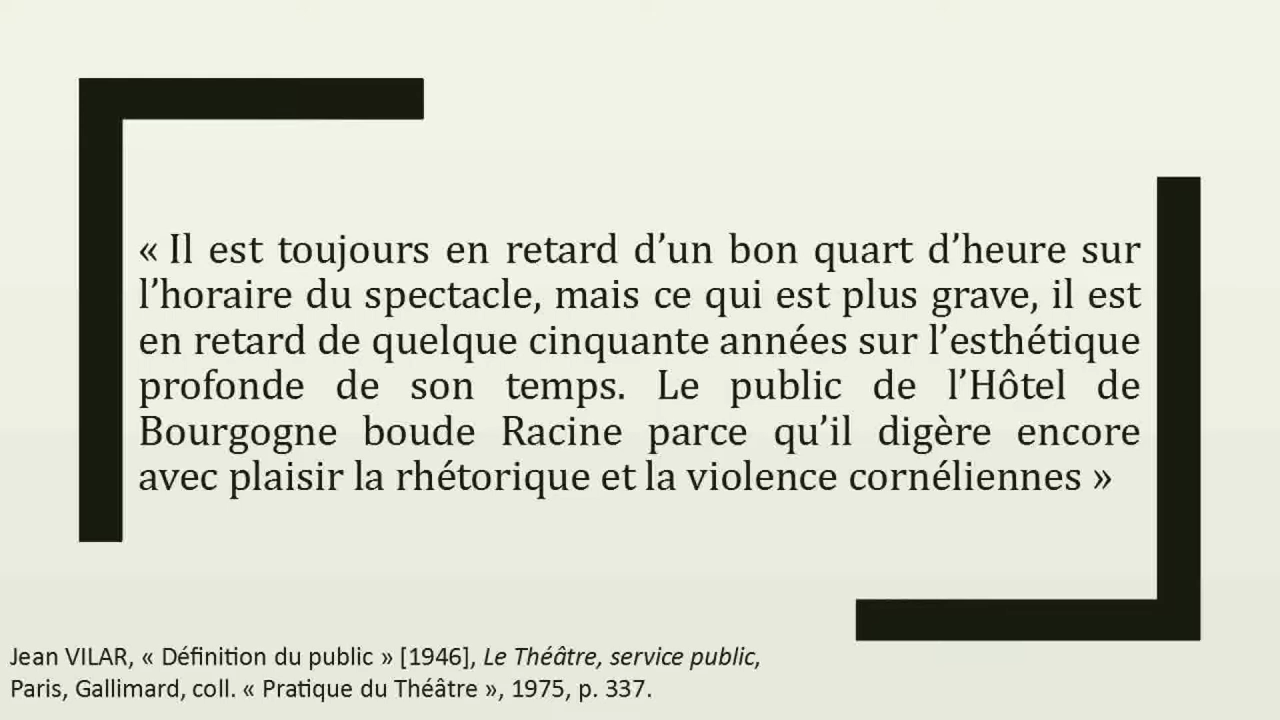 « Il est toujours en retard d’un bon quart d’heure sur
l’horaire du spectacle, mais ce qui est plus grave, il est
en retard de quelque cinquante années sur l’esthétique
profonde de son temps. Le public de l’Hôtel de
Bourgogne boude Racine parce qu’il digère encore
avec plaisir la rhétorique et la violence cornéliennes »
Jean VILAR, « Définition du public » [1946], Le Théâtre, service public,
Paris, Gallimard, coll. « Pratique du Théâtre », 1975, p. 337.